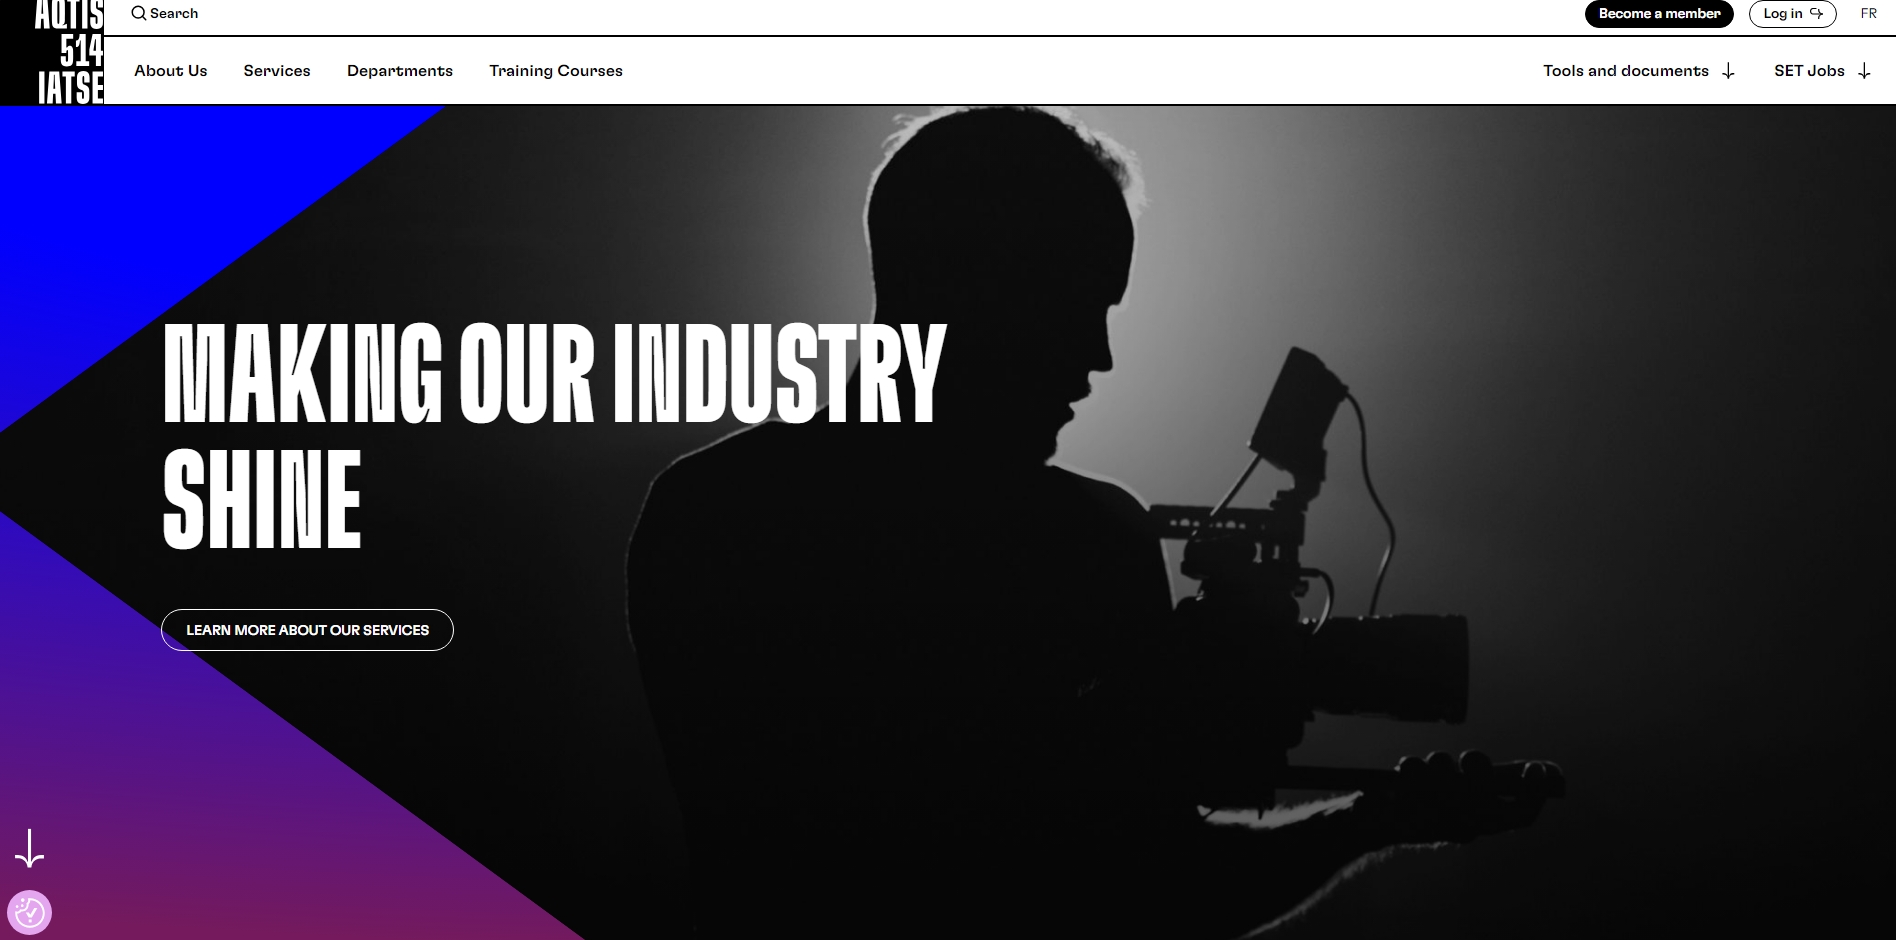 AQTIS
514
IATSE
Search
Become a member
Log in
FR
About Us
Services
Departments
Training Courses
Tools and documents
SET Jobs
MAKING OUR INDUSTRY
SHINE
LEARN MORE ABOUT OUR SERVICES